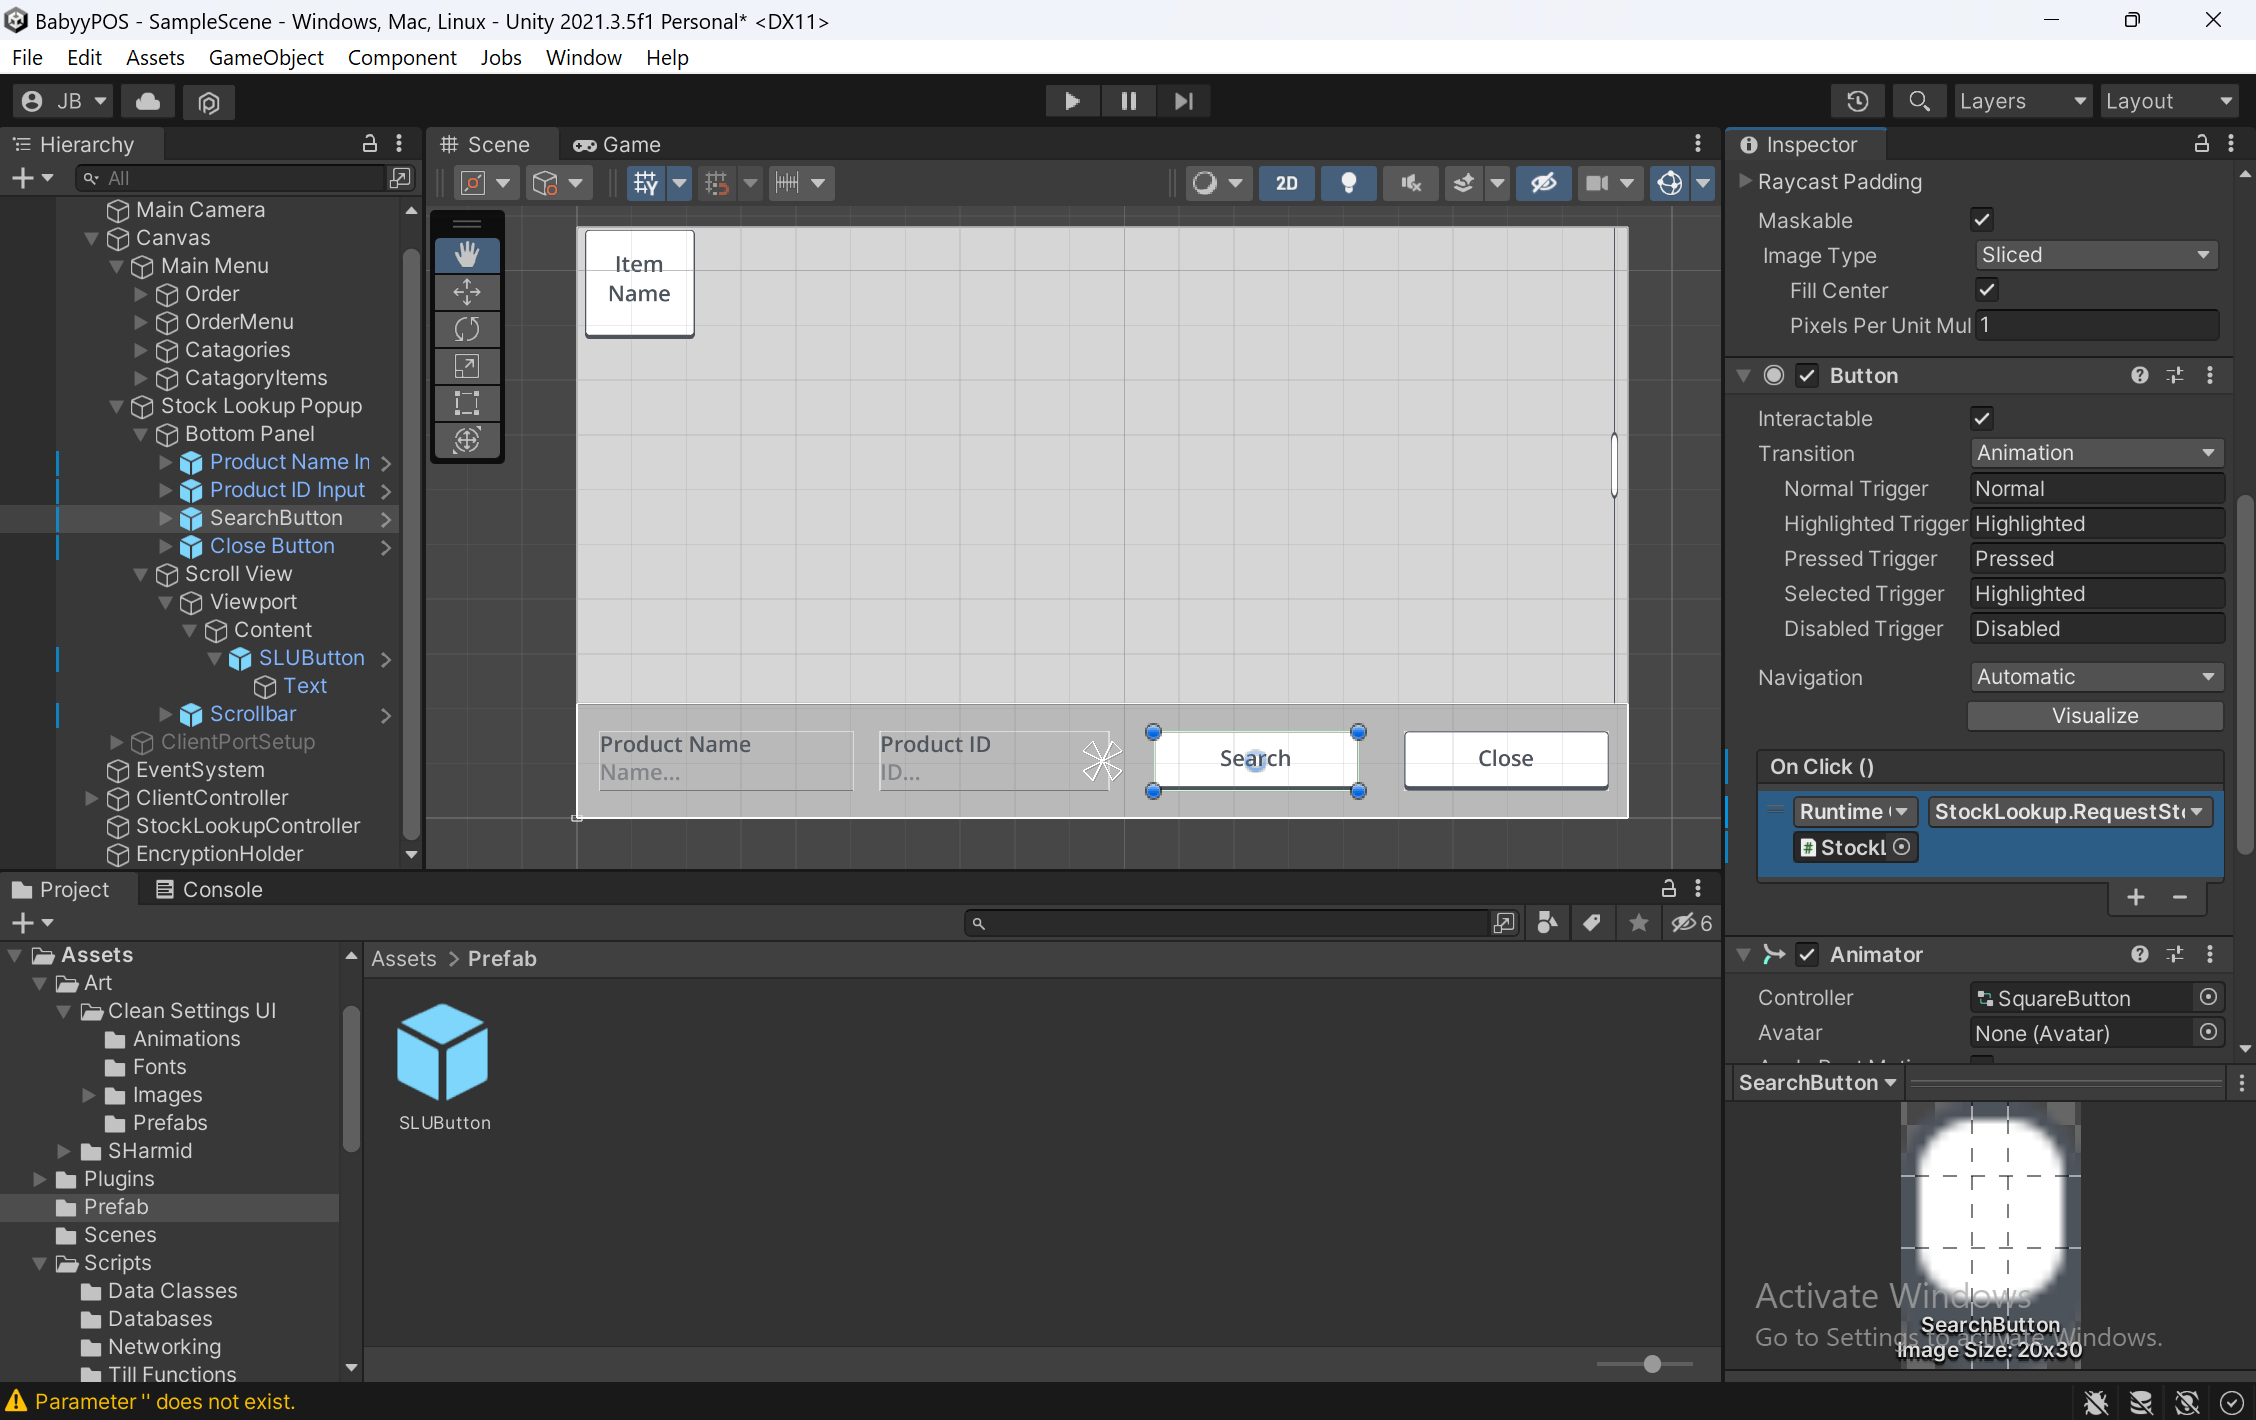 BabyyPOS - SampleScene - Windows, Mac, Linux - Unity 2021.3.5f1 Personal* <DX11>
File Edit Assets GameObject Component Jobs Window Help
JB
Layers
Layout
Hierarchy
All
Main Camera
Canvas
Main Menu
Order
OrderMenu
Catagories
CatagoryItems
Stock Lookup Popup
Bottom Panel
Product Name In
Product ID Input
SearchButton
Close Button
Scroll View
Viewport
Content
SLUButton
Text
Scrollbar
ClientPortSetup
EventSystem
ClientController
StockLookupController
EncryptionHolder
Scene
Game
2D
Item
Name
Product Name
Name...
Product ID
ID...
Search
Close
Inspector
Raycast Padding
Maskable
Image Type Sliced
Fill Center
Pixels Per Unit Mul 1
Button
Interactable
Transition Animation
Normal Trigger Normal
Highlighted Trigger Highlighted
Pressed Trigger Pressed
Selected Trigger Highlighted
Disabled Trigger Disabled
Navigation Automatic
Visualize
On Click ()
Runtime StockLookup.RequestSt
# StockL
Animator
Controller SquareButton
Avatar None (Avatar)
SearchButton
SearchButton
Image Size: 20x30
Activate Windows
Go to Settings to activate Windows.
Project
Console
6
Assets
Art
Clean Settings UI
Animations
Fonts
Images
Prefabs
SHarmid
Plugins
Prefab
Scenes
Scripts
Data Classes
Databases
Networking
Till Functions
Assets > Prefab
SLUButton
Parameter '' does not exist.